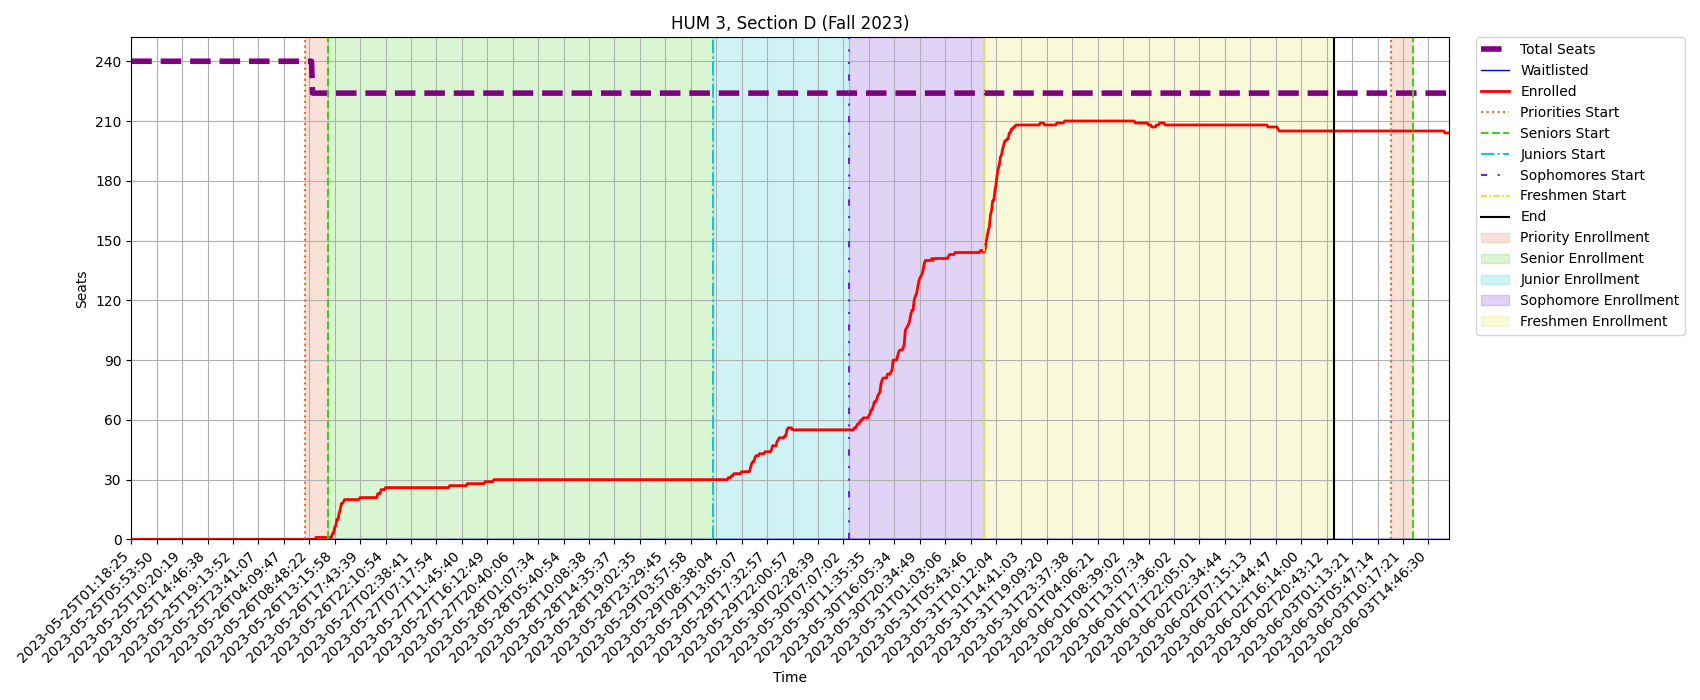 HUM 3, Section D (Fall 2023)
Seats
240
210
180
150
120
90
60
30
0
2023-05-25T01:18:25
2023-05-25T05:53:50
2023-05-25T10:20:19
2023-05-25T14:46:38
2023-05-25T19:13:52
2023-05-25T23:41:07
2023-05-26T04:09:47
2023-05-26T08:48:22
2023-05-26T13:15:58
2023-05-26T17:43:39
2023-05-26T22:10:54
2023-05-27T02:38:41
2023-05-27T07:17:54
2023-05-27T11:45:40
2023-05-27T16:12:49
2023-05-27T20:40:06
2023-05-28T01:07:34
2023-05-28T05:40:54
2023-05-28T10:08:38
2023-05-28T14:35:37
2023-05-28T19:02:35
2023-05-28T23:29:45
2023-05-29T03:57:58
2023-05-29T08:38:04
2023-05-29T13:05:07
2023-05-29T17:32:57
2023-05-29T22:00:57
2023-05-30T02:28:39
2023-05-30T07:07:02
2023-05-30T11:35:35
2023-05-30T16:05:34
2023-05-30T20:34:49
2023-05-31T01:03:06
2023-05-31T05:43:46
2023-05-31T10:12:04
2023-05-31T14:41:03
2023-05-31T19:09:20
2023-05-31T23:37:38
2023-06-01T04:06:21
2023-06-01T08:39:02
2023-06-01T13:07:34
2023-06-01T17:36:02
2023-06-01T22:05:01
2023-06-02T02:34:44
2023-06-02T07:15:13
2023-06-02T11:44:47
2023-06-02T16:14:00
2023-06-02T20:43:12
2023-06-03T01:13:21
2023-06-03T05:47:14
2023-06-03T10:17:21
2023-06-03T14:46:30
Time
Total Seats
Waitlisted
Enrolled
Priorities Start
Seniors Start
Juniors Start
Sophomores Start
Freshmen Start
End
Priority Enrollment
Senior Enrollment
Junior Enrollment
Sophomore Enrollment
Freshmen Enrollment